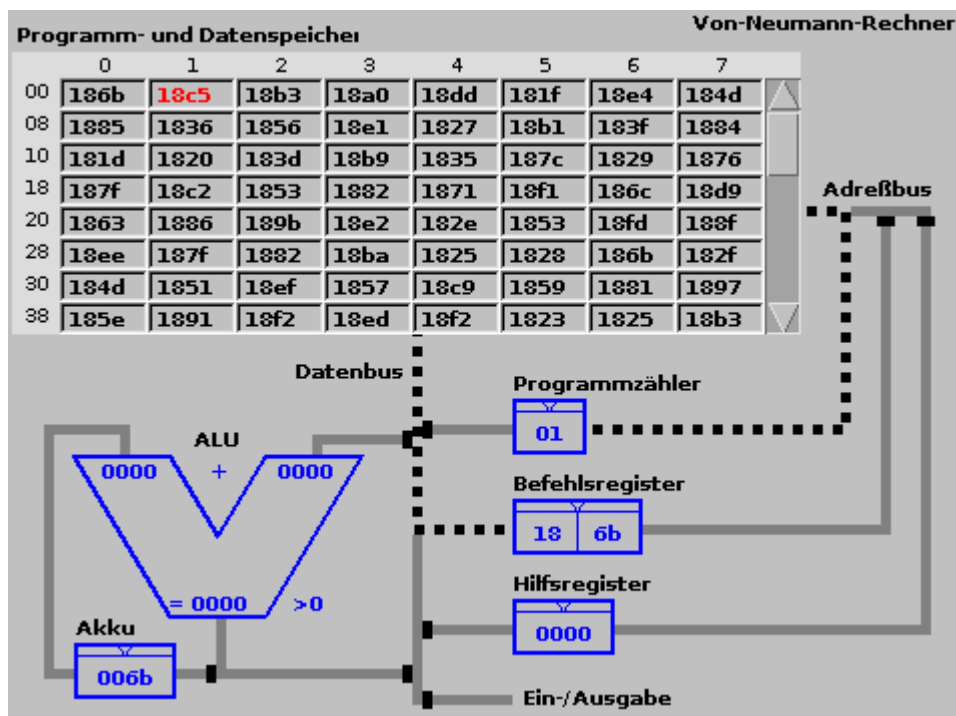 Von-Neumann-Rechner
Programm- und Datenspeicher
0 1 2 3 4 5 6 7
00 186b 18c5 18b3 18a0 18dd 181f 18e4 184d
08 1885 1836 1856 18e1 1827 18b1 183f 1884
10 181d 1820 183d 18b9 1835 187c 1829 1876
18 187f 18c2 1853 1882 1871 18f1 186c 18d9
20 1863 1886 189b 18e2 182e 1853 18fd 188f
28 18ee 187f 1882 18ba 1825 1828 186b 182f
30 184d 1851 18ef 1857 18c9 1859 1881 1897
38 185e 1891 18f2 18ed 18f2 1823 1825 18b3
Adreßbus
Datenbus
Programmzähler
01
ALU
0000 + 0000
Befehlsregister
18 6b
= 0000 >0
Hilfsregister
0000
Akku
006b
Ein-/Ausgabe